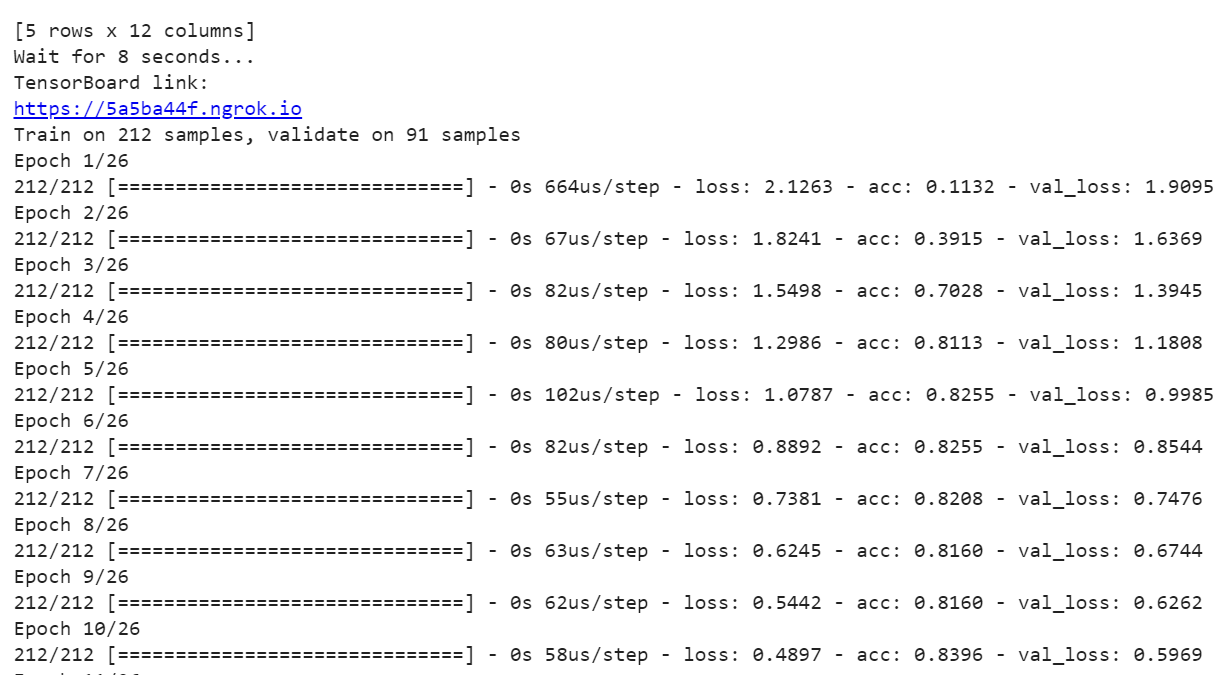 [5 rows x 12 columns]
Wait for 8 seconds...
TensorBoard link:
https://5a5ba44f.ngrok.io
Train on 212 samples, validate on 91 samples
Epoch 1/26
212/212 [==============================] - 0s 664us/step - loss: 2.1263 - acc: 0.1132 - val_loss: 1.9095
Epoch 2/26
212/212 [==============================] - 0s 67us/step - loss: 1.8241 - acc: 0.3915 - val_loss: 1.6369
Epoch 3/26
212/212 [==============================] - 0s 82us/step - loss: 1.5498 - acc: 0.7028 - val_loss: 1.3945
Epoch 4/26
212/212 [==============================] - 0s 80us/step - loss: 1.2986 - acc: 0.8113 - val_loss: 1.1808
Epoch 5/26
212/212 [==============================] - 0s 102us/step - loss: 1.0787 - acc: 0.8255 - val_loss: 0.9985
Epoch 6/26
212/212 [==============================] - 0s 82us/step - loss: 0.8892 - acc: 0.8255 - val_loss: 0.8544
Epoch 7/26
212/212 [==============================] - 0s 55us/step - loss: 0.7381 - acc: 0.8208 - val_loss: 0.7476
Epoch 8/26
212/212 [==============================] - 0s 63us/step - loss: 0.6245 - acc: 0.8160 - val_loss: 0.6744
Epoch 9/26
212/212 [==============================] - 0s 62us/step - loss: 0.5442 - acc: 0.8160 - val_loss: 0.6262
Epoch 10/26
212/212 [==============================] - 0s 58us/step - loss: 0.4897 - acc: 0.8396 - val_loss: 0.5969